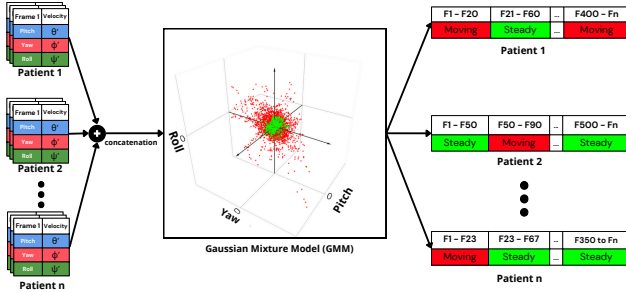 Frame 1 Velocity
Pitch θ'
Yaw ϕ'
Roll ψ'
Patient 1
Frame 1 Velocity
Pitch θ'
Yaw ϕ'
Roll ψ'
Patient 2
Frame 1 Velocity
Pitch θ'
Yaw ϕ'
Roll ψ'
Patient n
+
concatenation
Roll
0
Yaw
0
Pitch
0
Gaussian Mixture Model (GMM)
F1 - F20 F21 - F60 ... F400 - Fn
Moving Steady ... Moving
Patient 1
F1 - F50 F50 - F90 ... F500 - Fn
Steady Moving ... Steady
Patient 2
F1 - F23 F23 - F67 ... F350 to Fn
Moving Steady ... Steady
Patient n